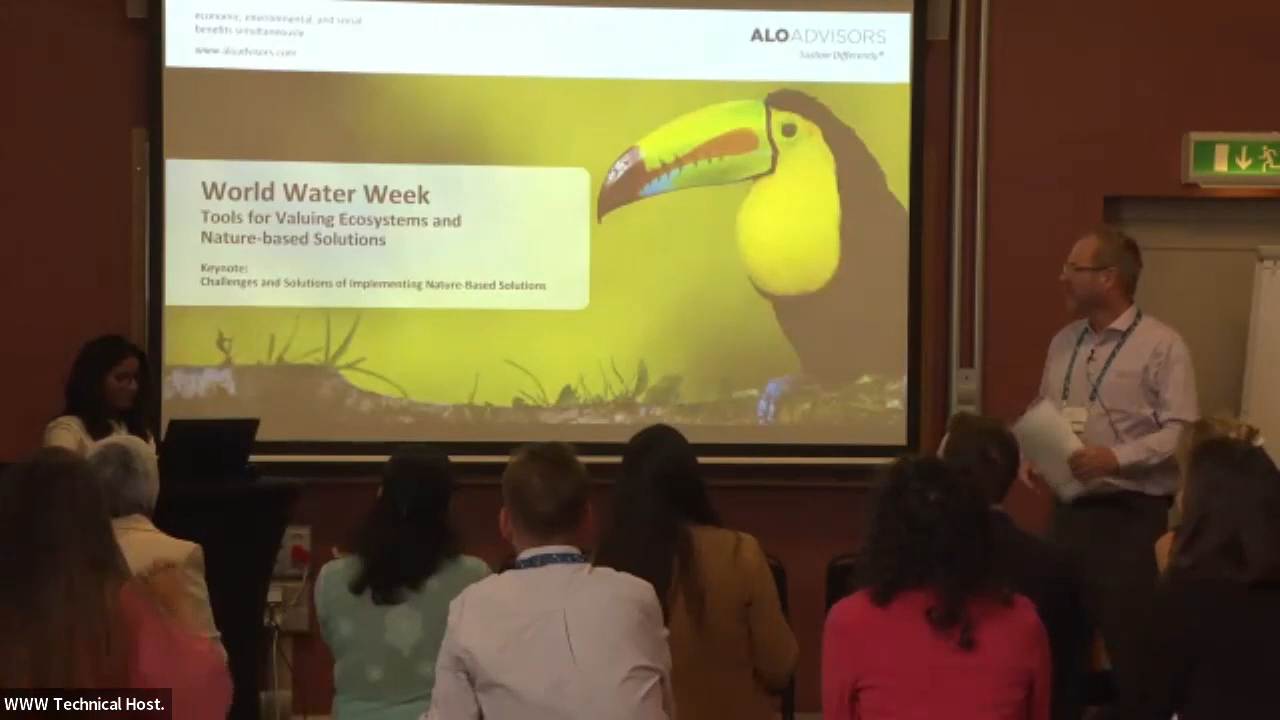 economic, environmental, and social
benefits simultaneously
www.aloadvisors.com
ALOADVISORS
Sustain Differently®
World Water Week
Tools for Valuing Ecosystems and
Nature-based Solutions
Keynote:
Challenges and Solutions of Implementing Nature-Based Solutions
WWW Technical Host.